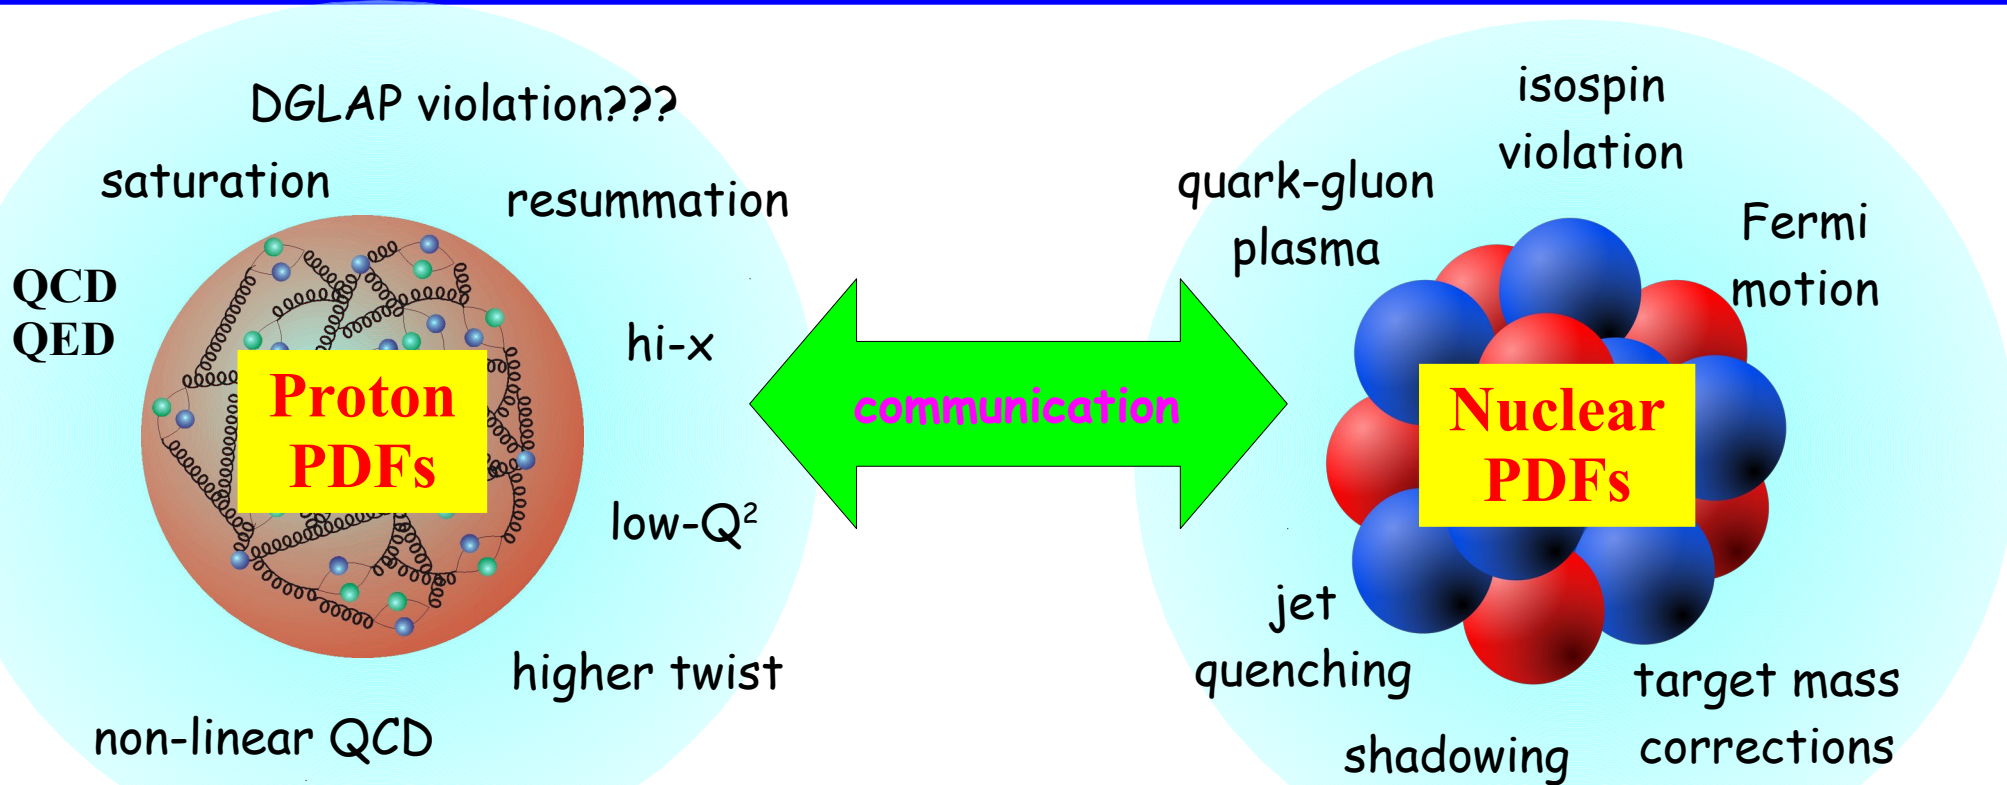 DGLAP violation???
saturation
resummation
QCD
QED
hi-x
Proton
PDFs
low-Q²
higher twist
non-linear QCD
communication
isospin
violation
quark-gluon
plasma
Fermi
motion
Nuclear
PDFs
jet
quenching
target mass
corrections
shadowing